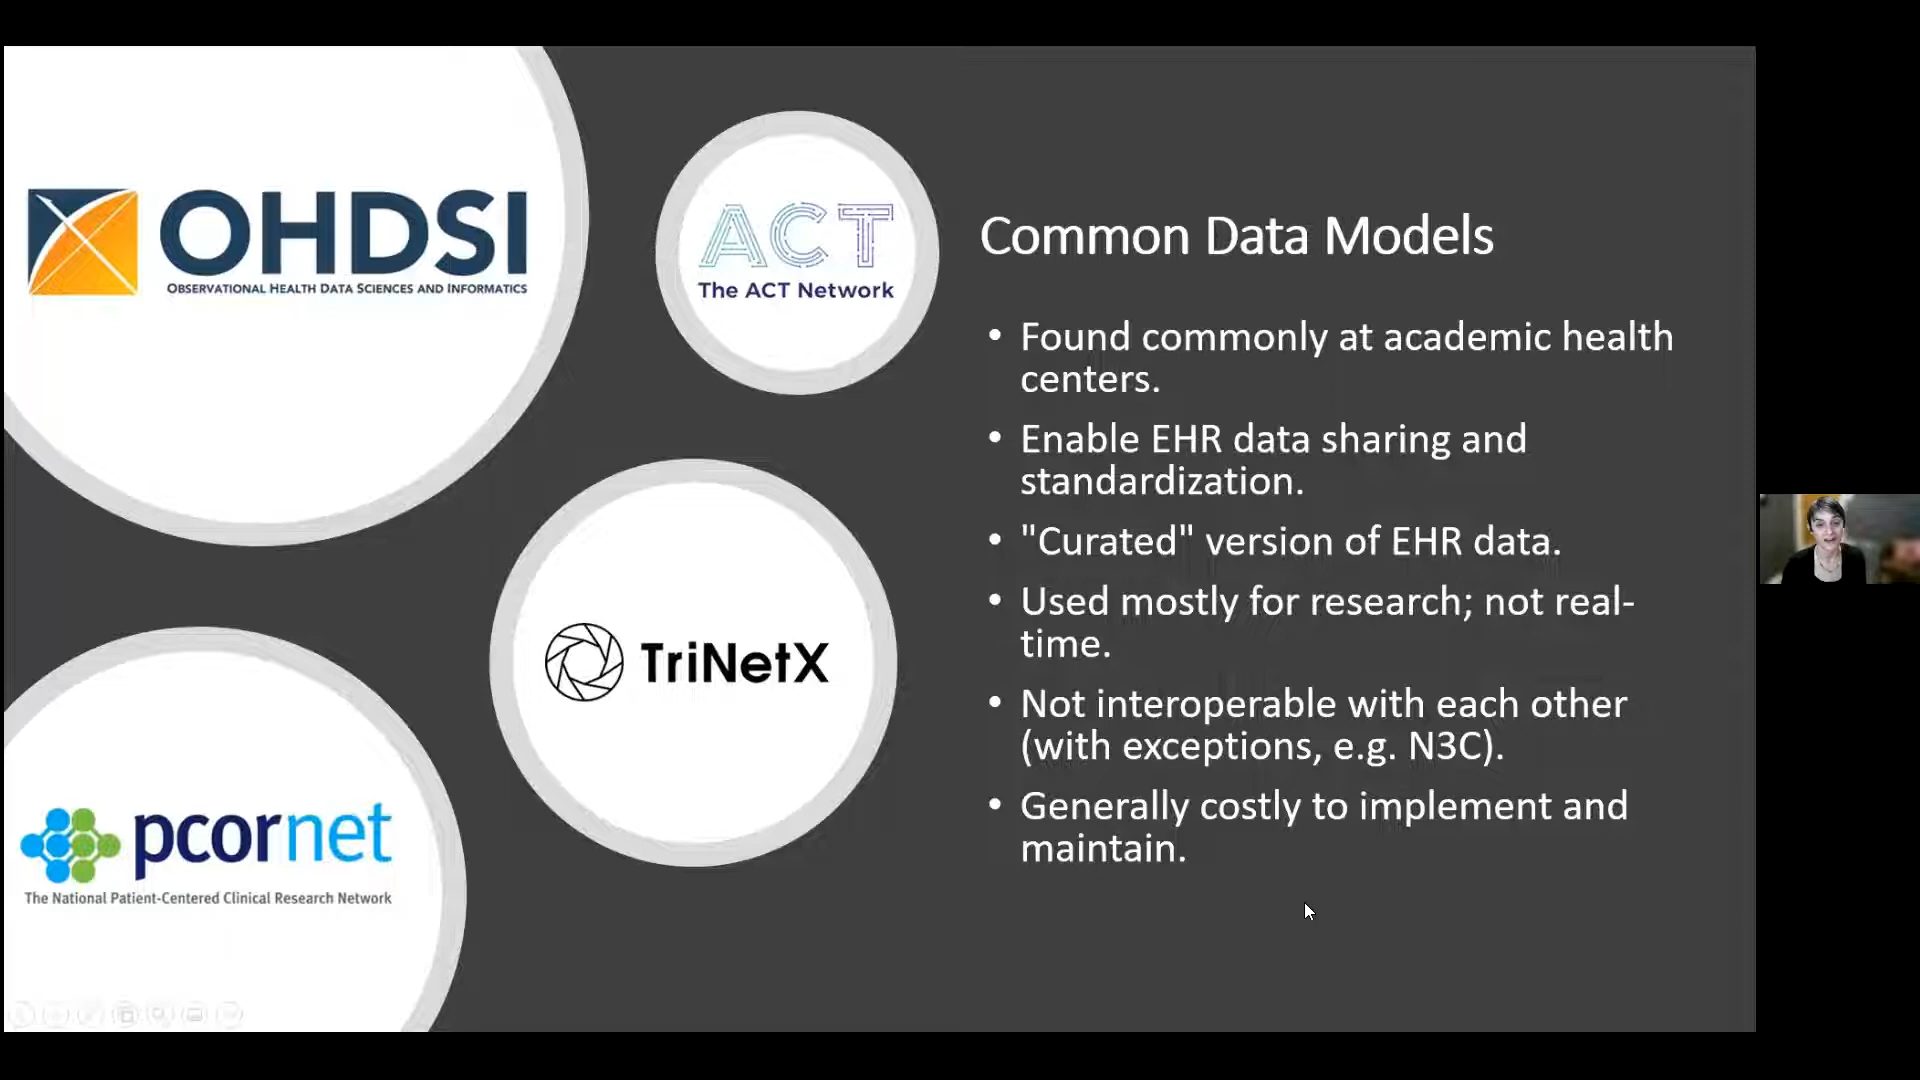 OHDSI
OBSERVATIONAL HEALTH DATA SCIENCES AND INFORMATICS
ACT
The ACT Network
TriNetX
pcornet
The National Patient-Centered Clinical Research Network
Common Data Models
• Found commonly at academic health
centers.
• Enable EHR data sharing and
standardization.
• "Curated" version of EHR data.
• Used mostly for research; not real-
time.
• Not interoperable with each other
(with exceptions, e.g. N3C).
• Generally costly to implement and
maintain.